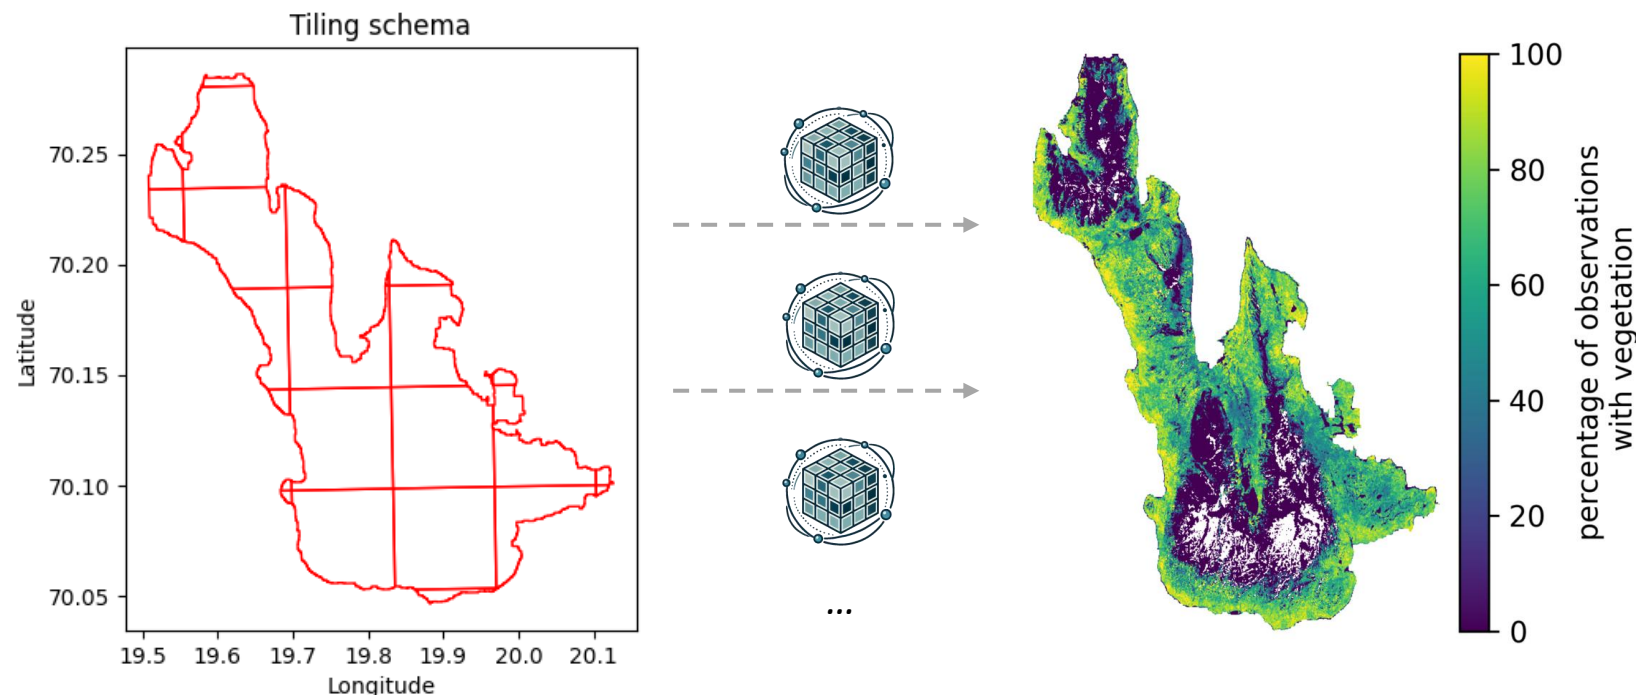 Tiling schema
70.25
70.20
70.15
70.10
70.05
Latitude
19.5 19.6 19.7 19.8 19.9 20.0 20.1
Longitude
...
100
80
60
40
20
0
percentage of observations
with vegetation